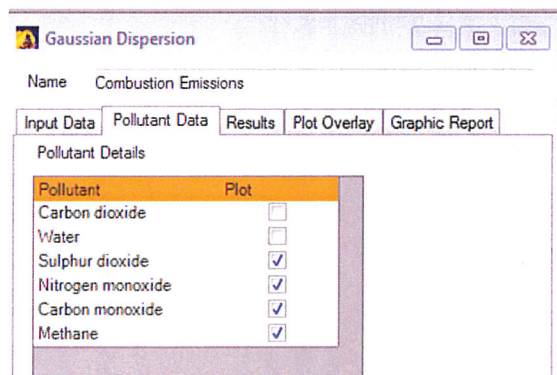 Gaussian Dispersion
Name Combustion Emissions
Input Data Pollutant Data Results Plot Overlay Graphic Report
Pollutant Details
Pollutant Plot
Carbon dioxide
Water
Sulphur dioxide
Nitrogen monoxide
Carbon monoxide
Methane